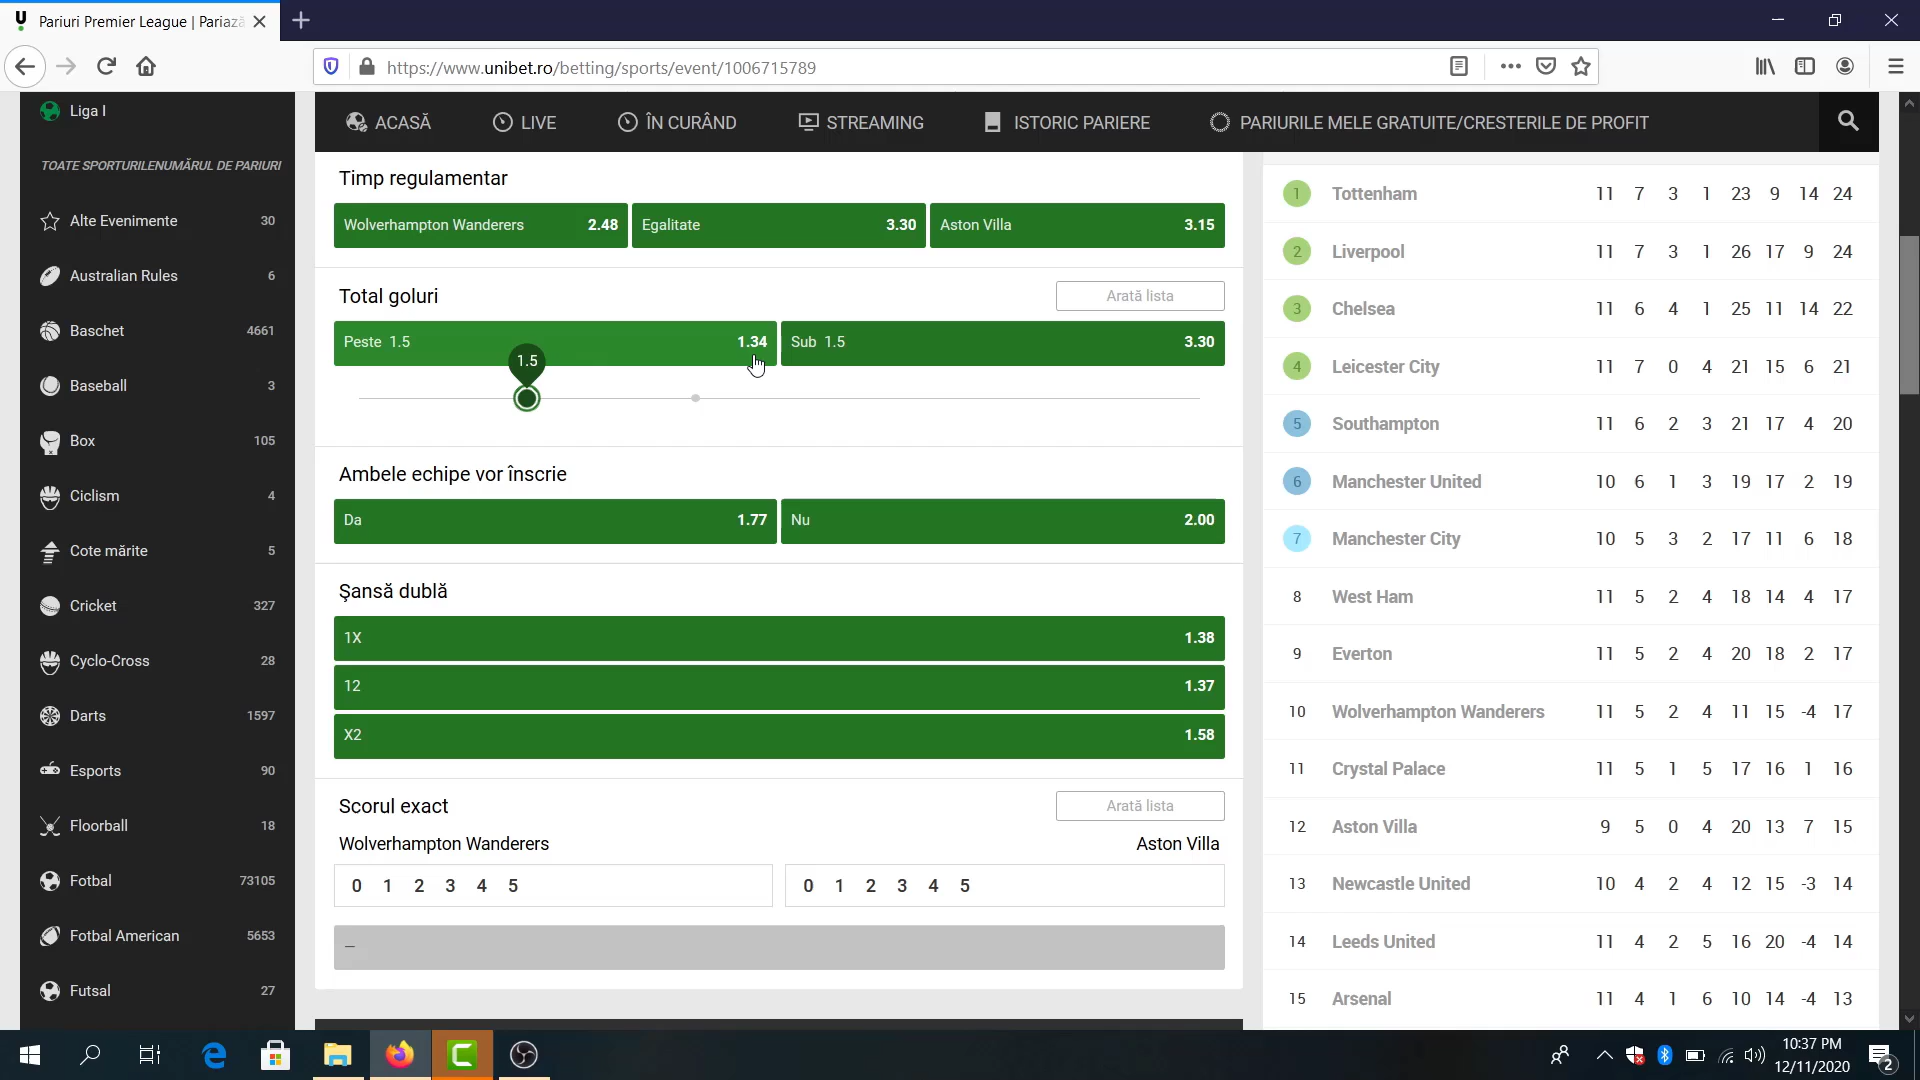 Pariuri Premier League | Pariază
https://www.unibet.ro/betting/sports/event/1006715789
Liga I
TOATE SPORTURILENUMĂRUL DE PARIURI
Alte Evenimente 30
Australian Rules 6
Baschet 4661
Baseball 3
Box 105
Ciclism 4
Cote mărite 5
Cricket 327
Cyclo-Cross 28
Darts 1597
Esports 90
Floorball 18
Fotbal 73105
Fotbal American 5653
Futsal 27
ACASĂ LIVE ÎN CURÂND STREAMING ISTORIC PARIERE PARIURILE MELE GRATUITE/CRESTERILE DE PROFIT
Timp regulamentar
Wolverhampton Wanderers 2.48 Egalitate 3.30 Aston Villa 3.15
Total goluri Arată lista
Peste 1.5 1.34 Sub 1.5 3.30
1.5
Ambele echipe vor înscrie
Da 1.77 Nu 2.00
Şansă dublă
1X 1.38
12 1.37
X2 1.58
Scorul exact Arată lista
Wolverhampton Wanderers Aston Villa
0 1 2 3 4 5 0 1 2 3 4 5
–
1 Tottenham 11 7 3 1 23 9 14 24
2 Liverpool 11 7 3 1 26 17 9 24
3 Chelsea 11 6 4 1 25 11 14 22
4 Leicester City 11 7 0 4 21 15 6 21
5 Southampton 11 6 2 3 21 17 4 20
6 Manchester United 10 6 1 3 19 17 2 19
7 Manchester City 10 5 3 2 17 11 6 18
8 West Ham 11 5 2 4 18 14 4 17
9 Everton 11 5 2 4 20 18 2 17
10 Wolverhampton Wanderers 11 5 2 4 11 15 -4 17
11 Crystal Palace 11 5 1 5 17 16 1 16
12 Aston Villa 9 5 0 4 20 13 7 15
13 Newcastle United 10 4 2 4 12 15 -3 14
14 Leeds United 11 4 2 5 16 20 -4 14
15 Arsenal 11 4 1 6 10 14 -4 13
10:37 PM
12/11/2020
2